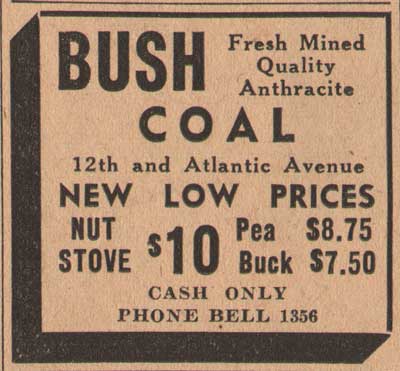 BUSH Fresh Mined
Quality
Anthracite
COAL
12th and Atlantic Avenue
NEW LOW PRICES
NUT STOVE $10 Pea $8.75
Buck $7.50
CASH ONLY
PHONE BELL 1356